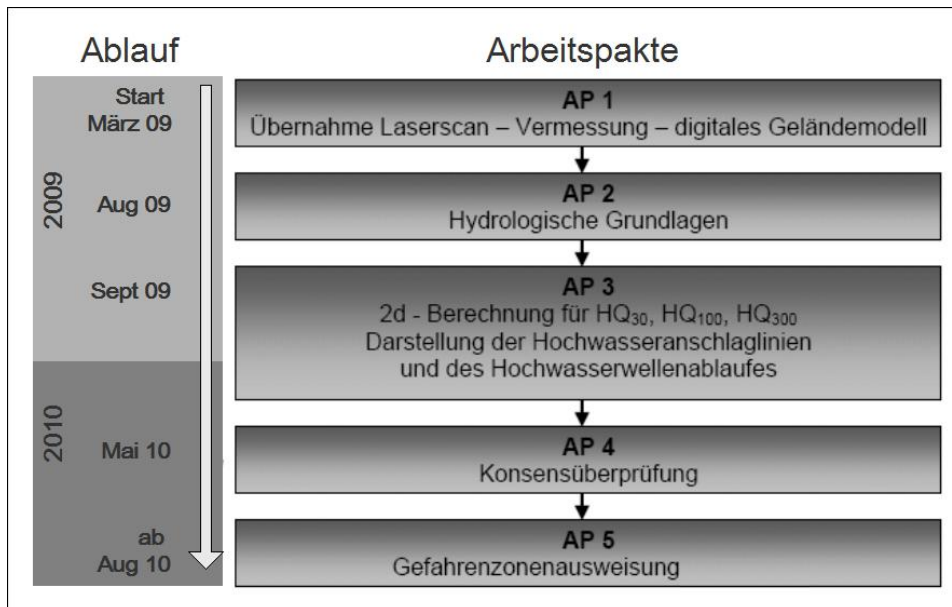 Ablauf
Arbeitspakte
Start
März 09
2009
Aug 09
Sept 09
2010
Mai 10
ab
Aug 10
AP 1
Übernahme Laserscan – Vermessung – digitales Geländemodell
AP 2
Hydrologische Grundlagen
AP 3
2d - Berechnung für HQ30, HQ100, HQ300
Darstellung der Hochwasseranschlaglinien
und des Hochwasserwellenablaufes
AP 4
Konsensüberprüfung
AP 5
Gefahrenzonenausweisung